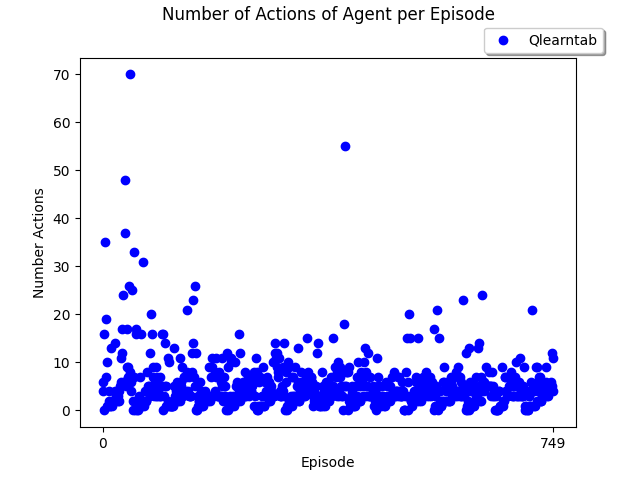 Number of Actions of Agent per Episode
Qlearntab
70
60
50
40
30
20
10
0
Number Actions
0 749
Episode